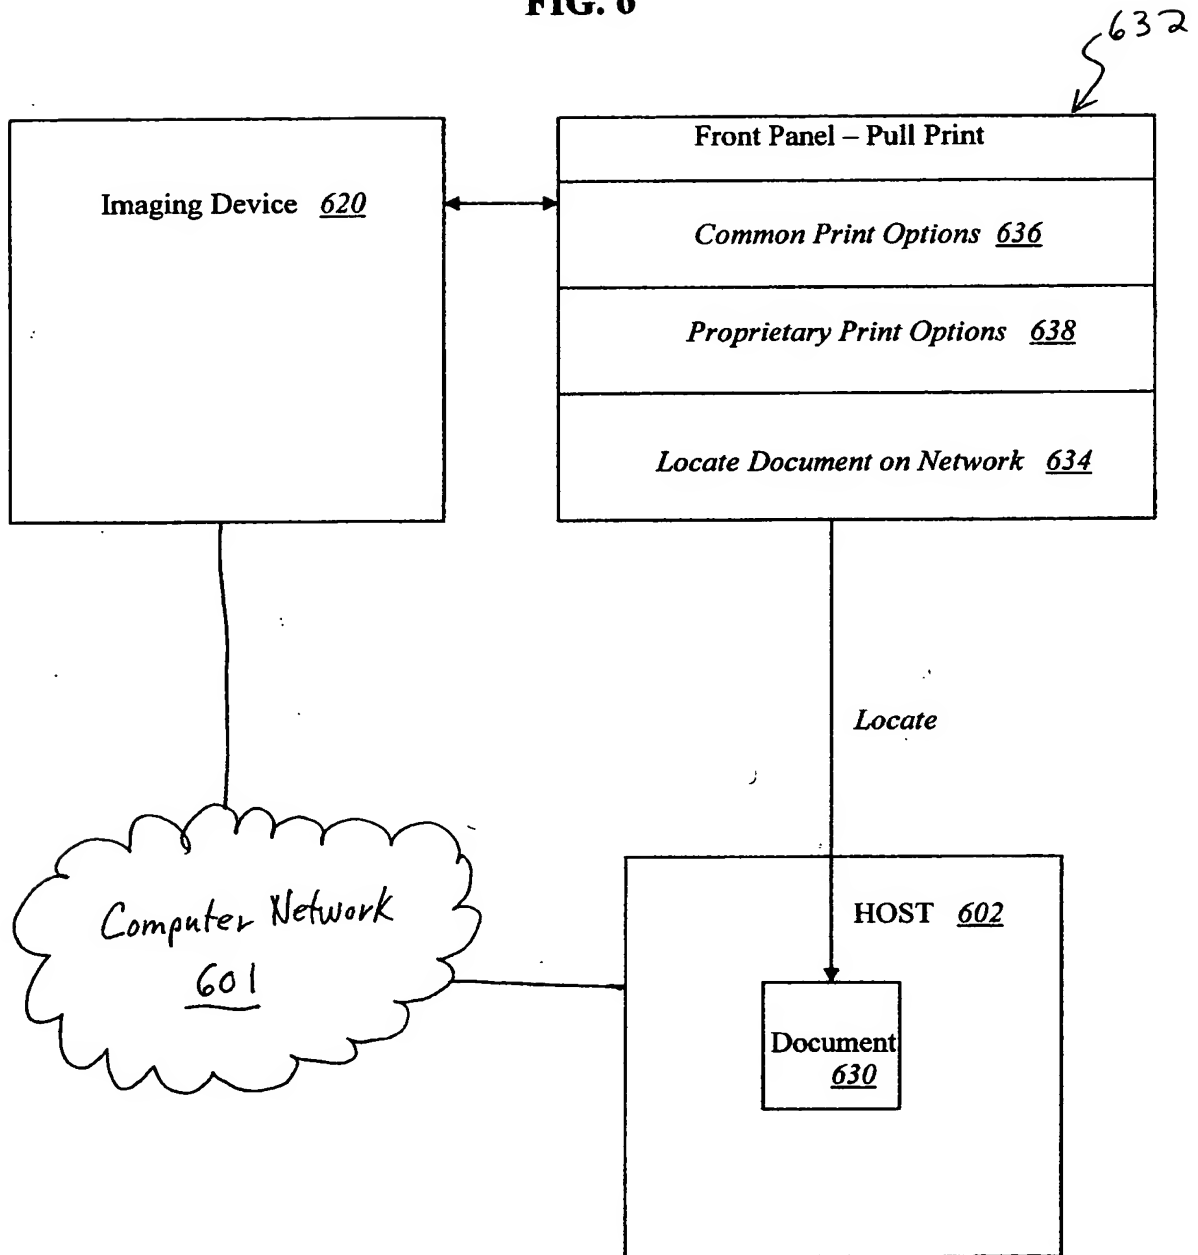 FIG. 6
632
Front Panel – Pull Print
Imaging Device 620
Common Print Options 636
Proprietary Print Options 638
Locate Document on Network 634
Locate
Computer Network
601
HOST 602
Document
630